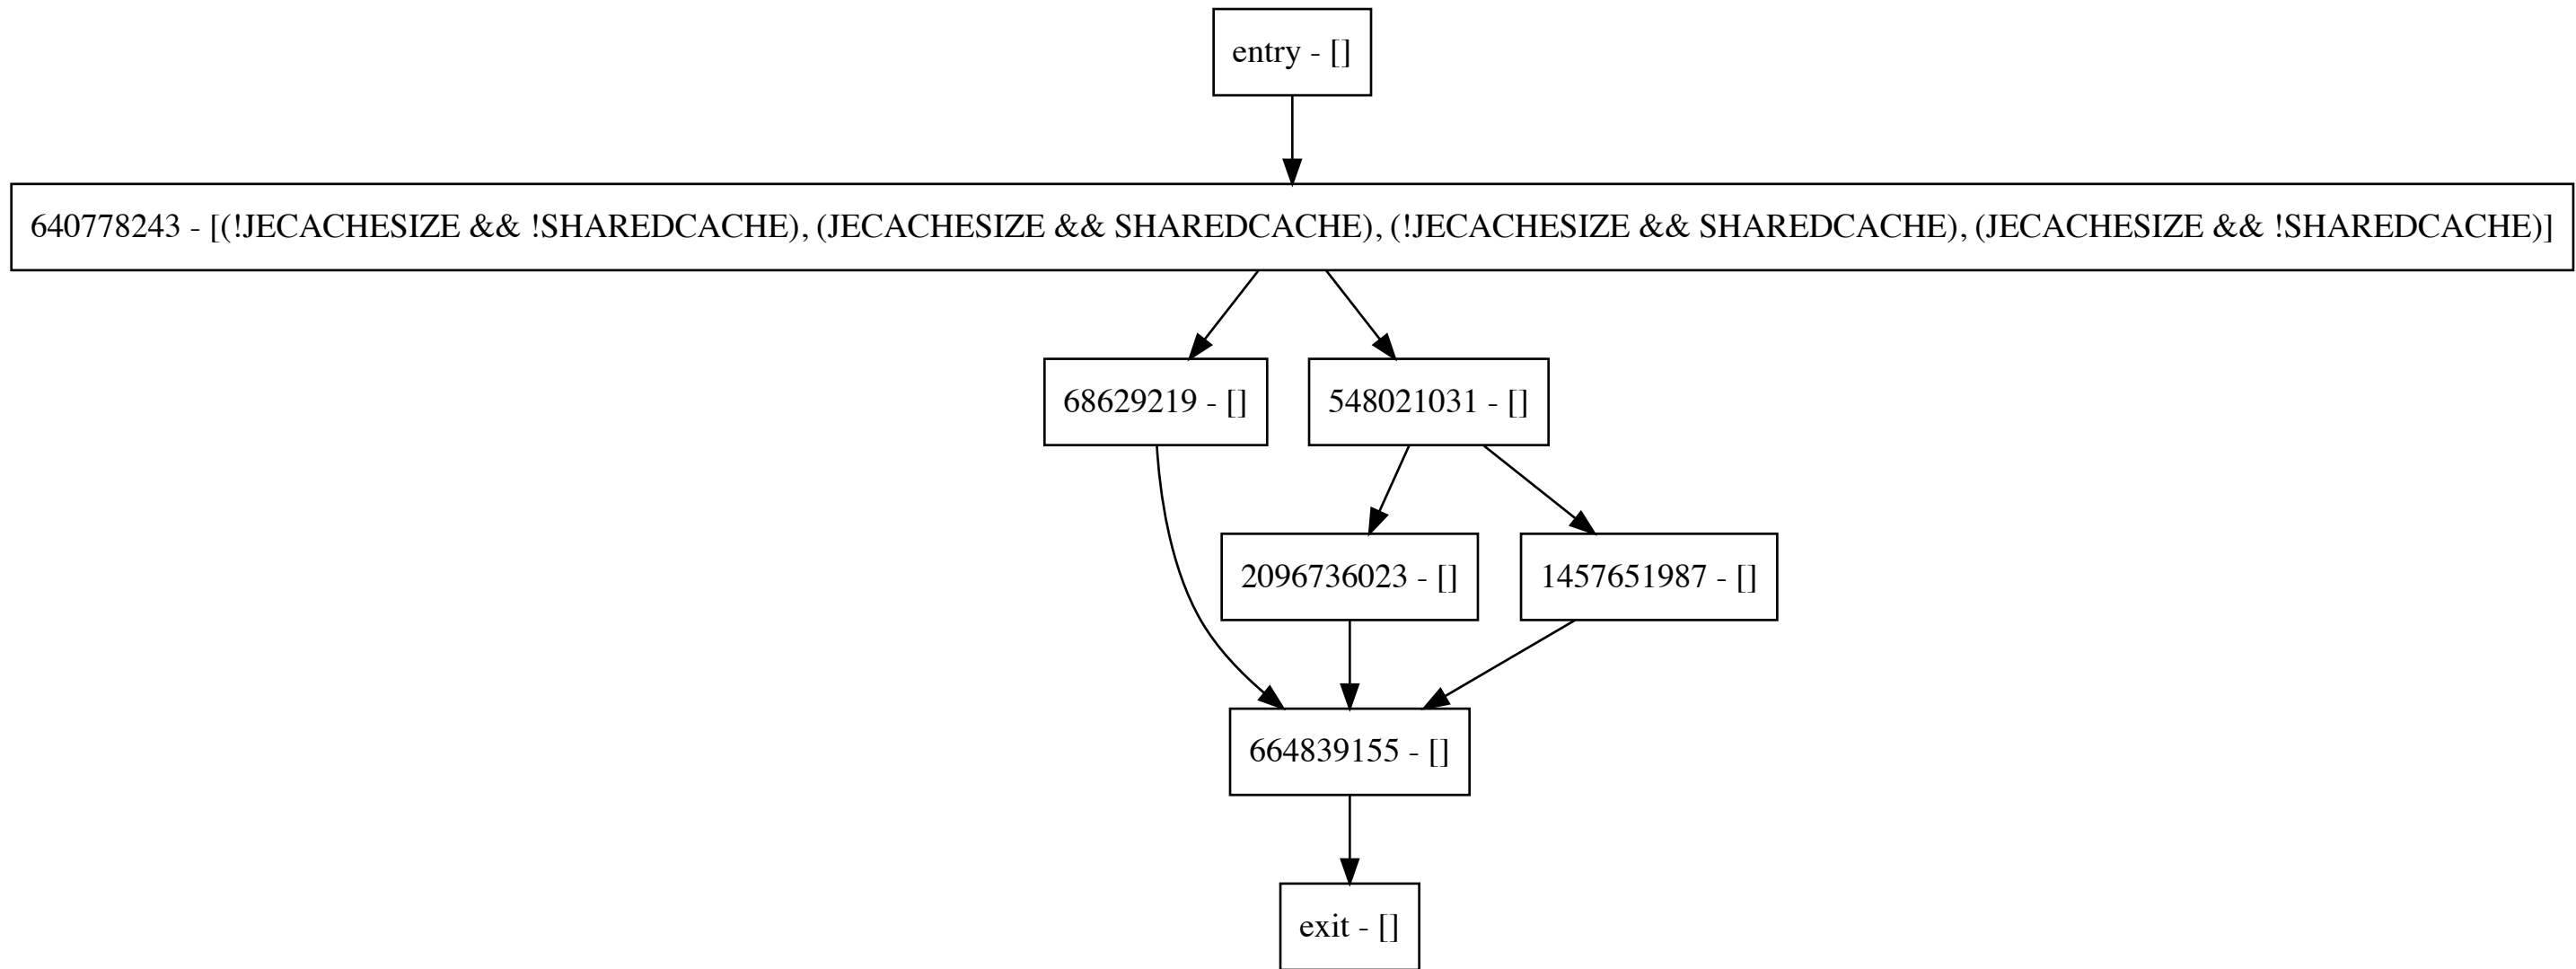 entry - []
640778243 - [(!JECACHESIZE && !SHAREDCACHE), (JECACHESIZE && SHAREDCACHE), (!JECACHESIZE && SHAREDCACHE), (JECACHESIZE && !SHAREDCACHE)]
68629219 - []
548021031 - []
2096736023 - []
1457651987 - []
664839155 - []
exit - []